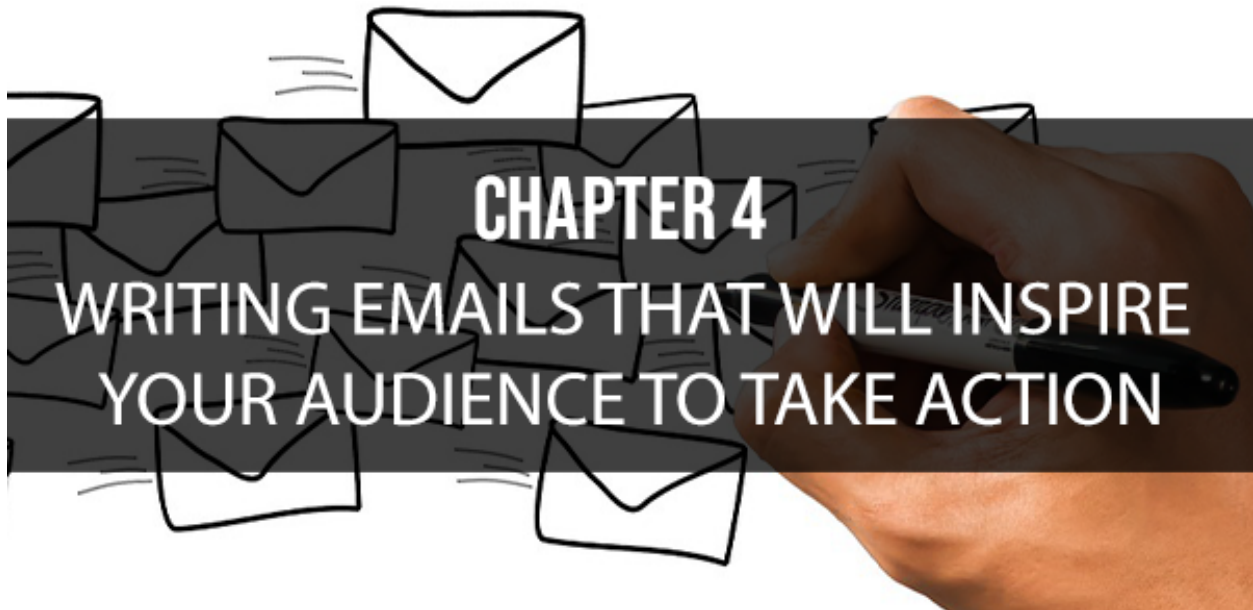 CHAPTER 4
WRITING EMAILS THAT WILL INSPIRE
YOUR AUDIENCE TO TAKE ACTION